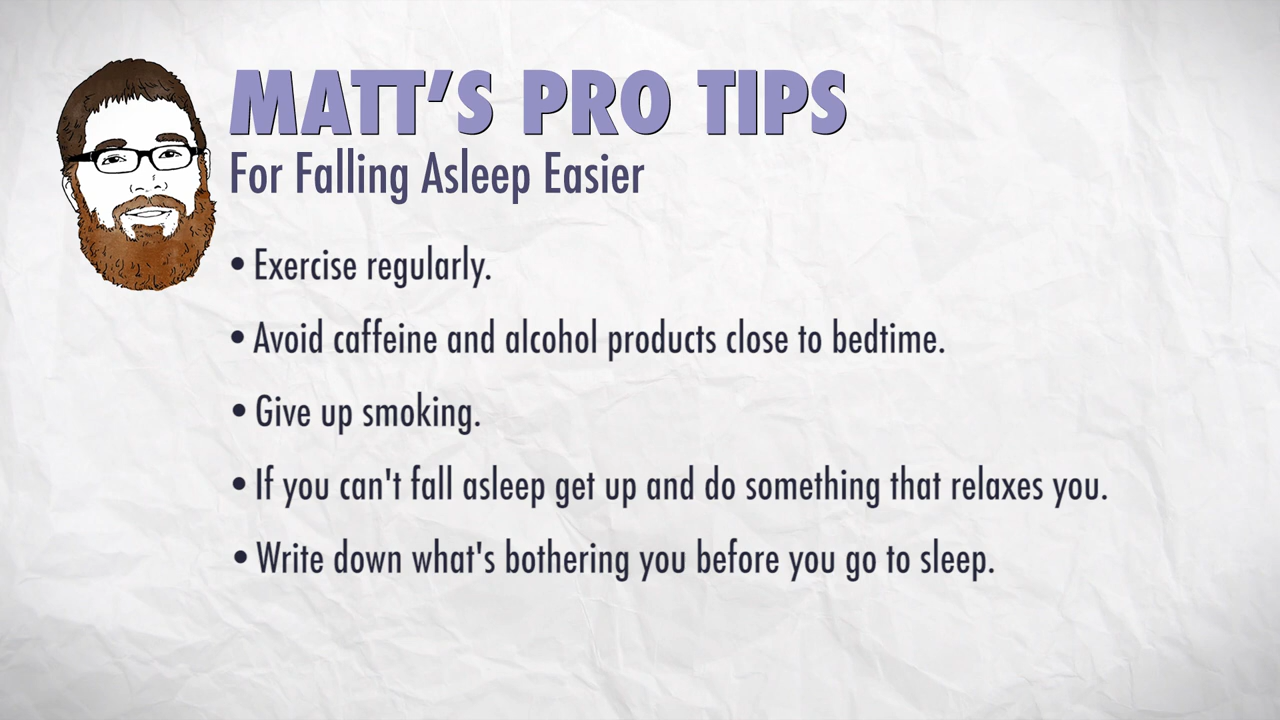 MATT'S PRO TIPS
For Falling Asleep Easier
• Exercise regularly.
• Avoid caffeine and alcohol products close to bedtime.
• Give up smoking.
• If you can't fall asleep get up and do something that relaxes you.
• Write down what's bothering you before you go to sleep.